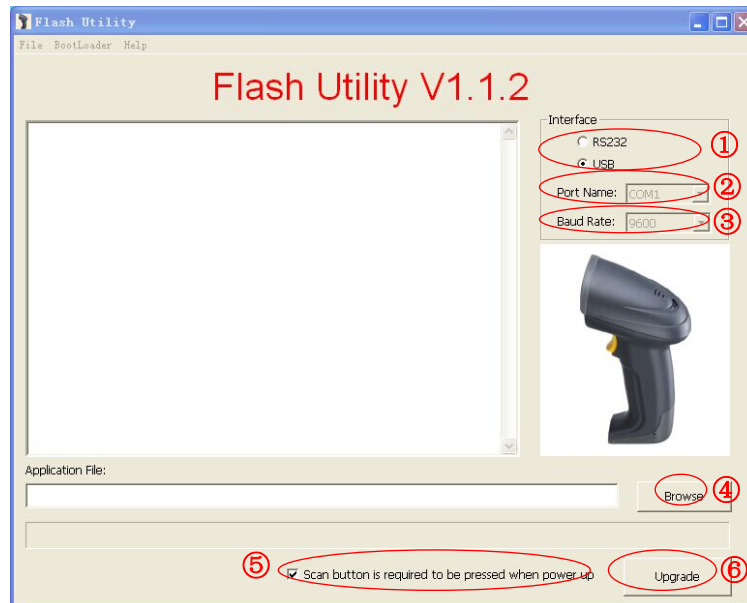 Flash Utility
File BootLoader Help
Flash Utility V1.1.2
Interface
RS232
①
USB
Port Name: COM1 ②
Baud Rate: 9600 ③
Application File:
Browse ④
⑤ Scan button is required to be pressed when power up
Upgrade ⑥